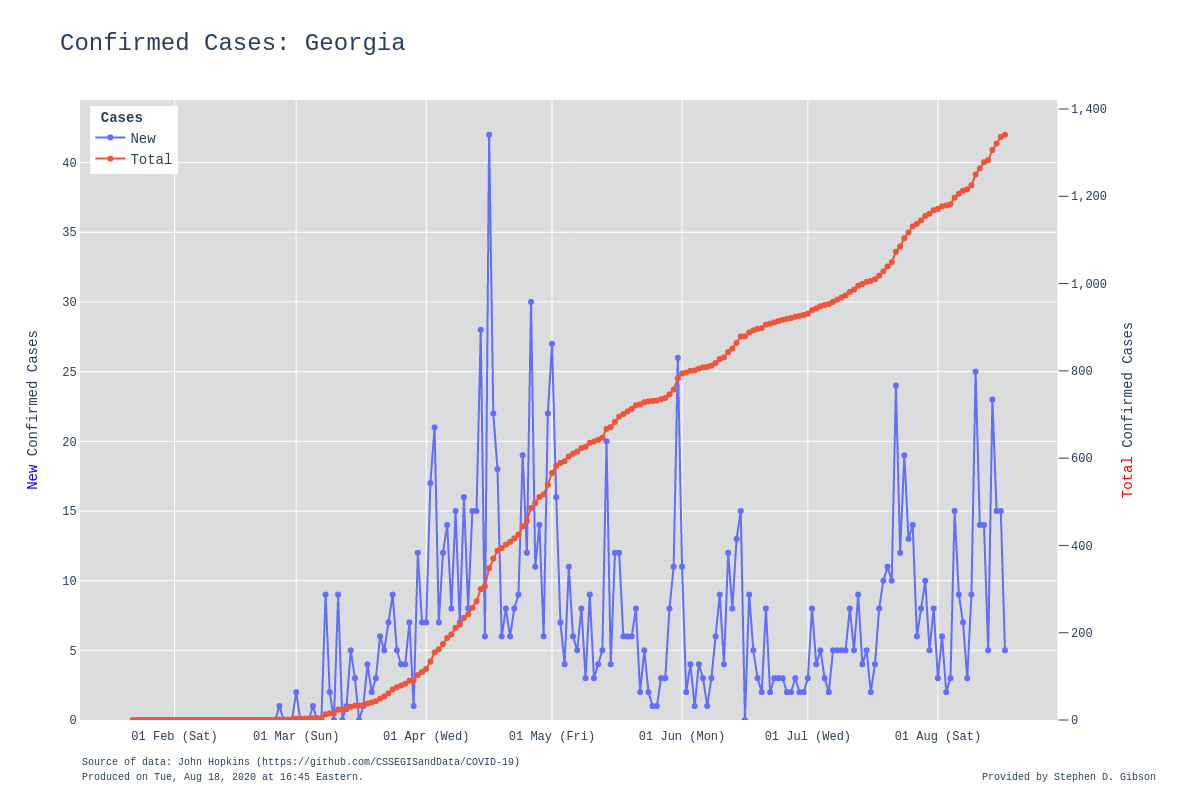 Confirmed Cases: Georgia
Cases
New
Total
40
35
30
25
20
15
10
5
0
New Confirmed Cases
1,400
1,200
1,000
800
600
400
200
0
Total Confirmed Cases
01 Feb (Sat)
01 Mar (Sun)
01 Apr (Wed)
01 May (Fri)
01 Jun (Mon)
01 Jul (Wed)
01 Aug (Sat)
Source of data: John Hopkins (https://github.com/CSSEGISandData/COVID-19)
Produced on Tue, Aug 18, 2020 at 16:45 Eastern.
Provided by Stephen D. Gibson